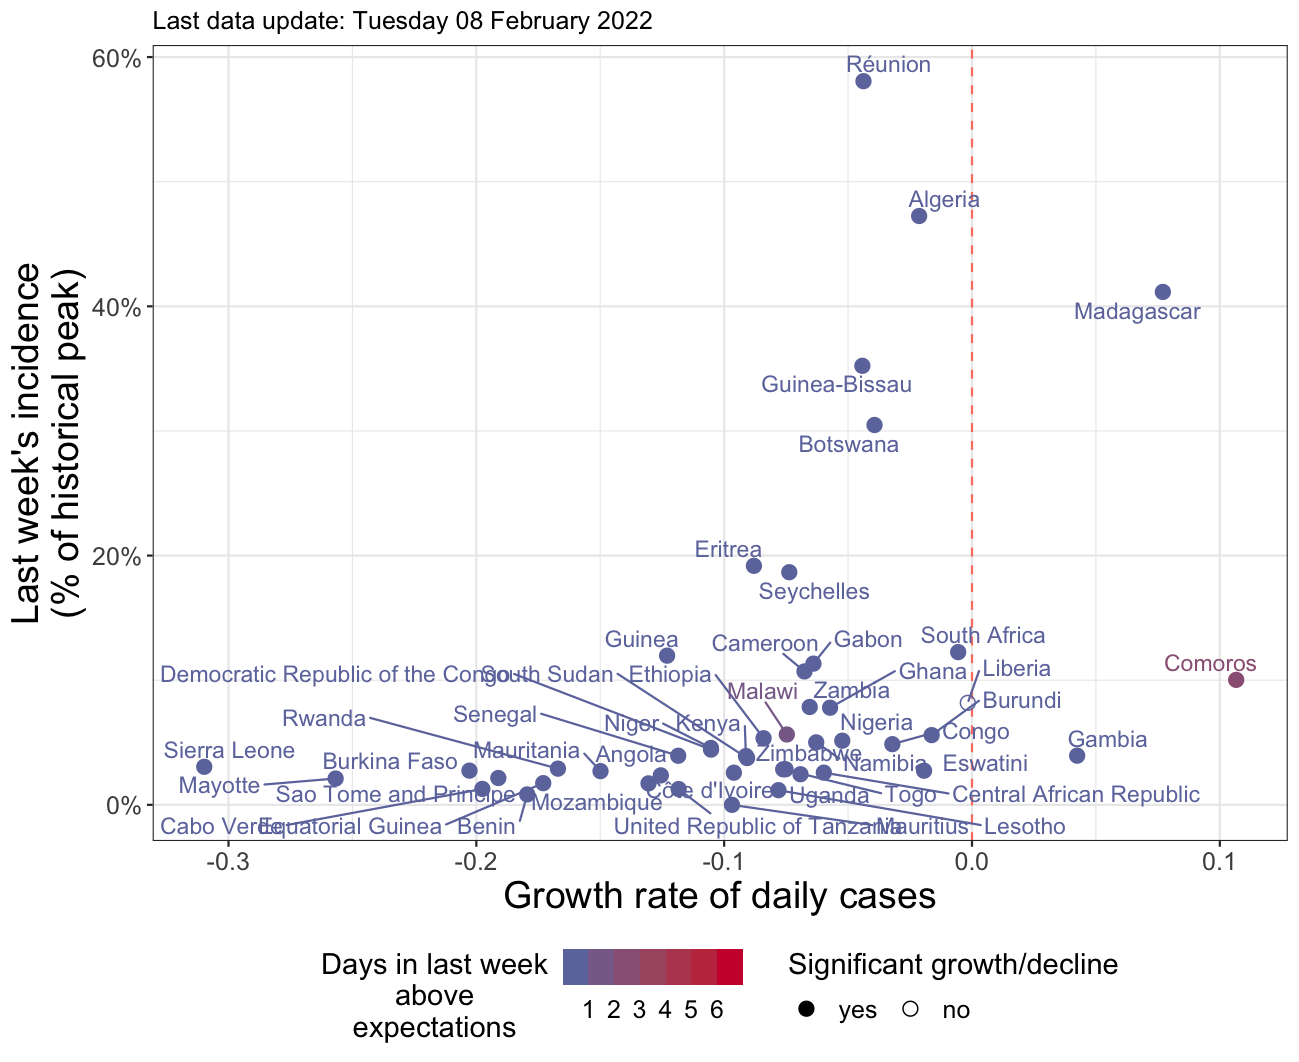 Last data update: Tuesday 08 February 2022
Last week's incidence
(% of historical peak)
60%
40%
20%
0%
Réunion
Algeria
Madagascar
Guinea-Bissau
Botswana
Eritrea
Seychelles
Guinea
Cameroon
Gabon
South Africa
Democratic Republic of the Congo
South Sudan
Ethiopia
Ghana
Liberia
Comoros
Malawi
Zambia
Burundi
Rwanda
Senegal
Niger
Kenya
Nigeria
Congo
Gambia
Sierra Leone
Burkina Faso
Mauritania
Angola
Zimbabwe
Namibia
Eswatini
Mayotte
Sao Tome and Principe
Mozambique
Côte d'Ivoire
Uganda
Togo
Central African Republic
Cabo Verde
Equatorial Guinea
Benin
United Republic of Tanzania
Mauritius
Lesotho
-0.3
-0.2
-0.1
0.0
0.1
Growth rate of daily cases
Days in last week
above
expectations
1 2 3 4 5 6
Significant growth/decline
yes
no